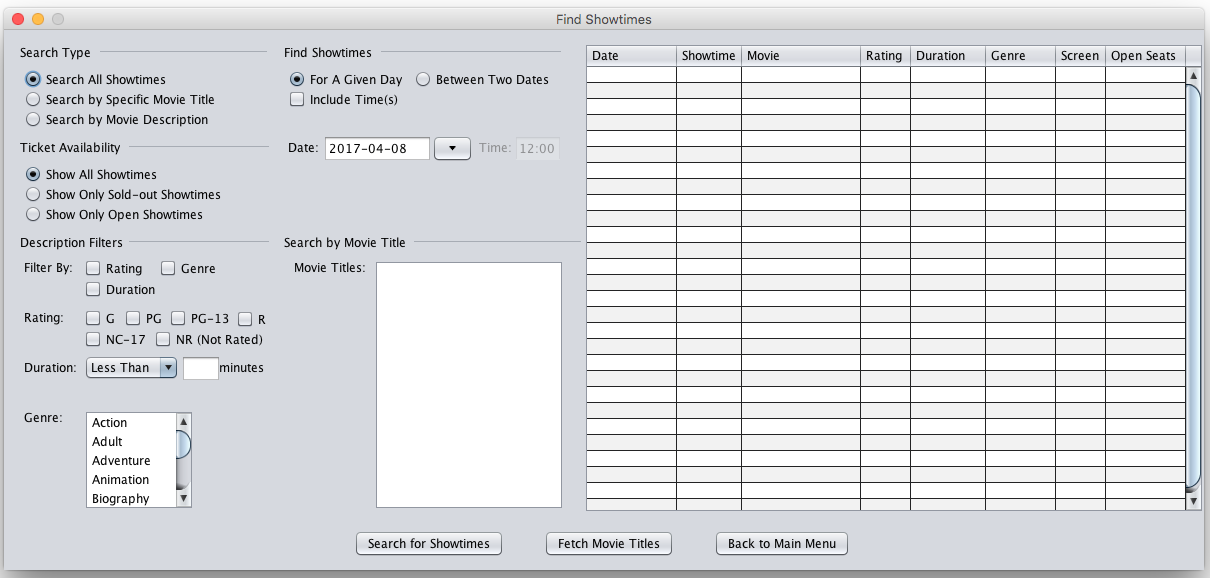 Find Showtimes
Search Type
Search All Showtimes
Search by Specific Movie Title
Search by Movie Description
Ticket Availability
Show All Showtimes
Show Only Sold-out Showtimes
Show Only Open Showtimes
Description Filters
Filter By: Rating Genre
Duration
Rating: G PG PG-13 R
NC-17 NR (Not Rated)
Duration: Less Than minutes
Genre: Action
Adult
Adventure
Animation
Biography
Find Showtimes
For A Given Day Between Two Dates
Include Time(s)
Date: 2017-04-08 Time: 12:00
Search by Movie Title
Movie Titles:
Date Showtime Movie Rating Duration Genre Screen Open Seats
Search for Showtimes Fetch Movie Titles Back to Main Menu